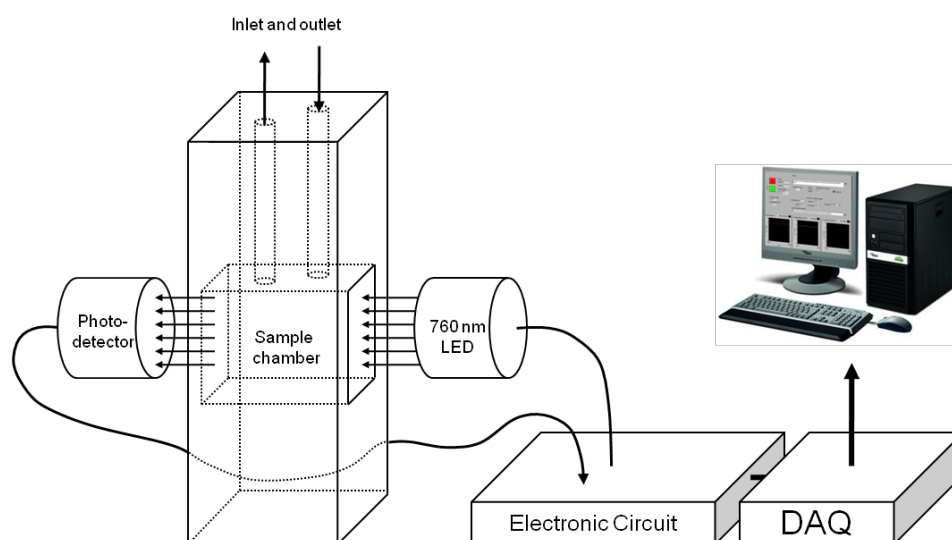 Inlet and outlet
Photo-
detector
Sample
chamber
760 nm
LED
Electronic Circuit
DAQ